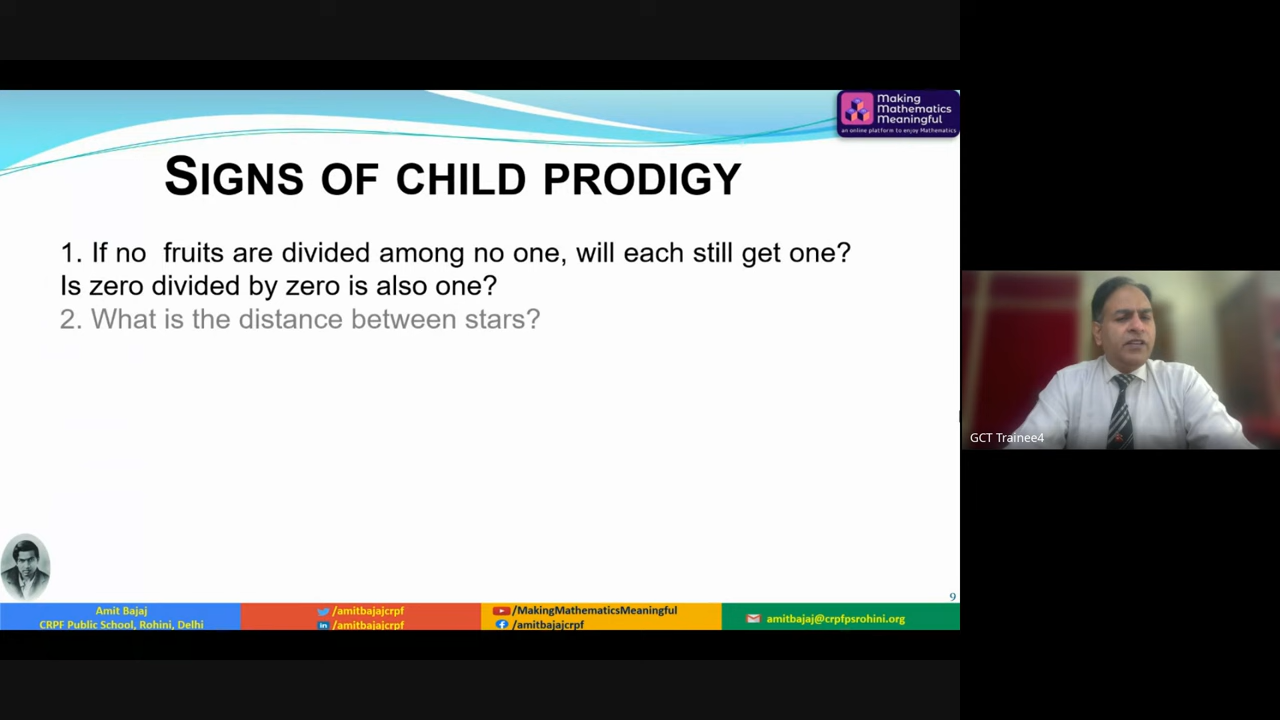 Making
Mathematics
Meaningful
an online platform to enjoy Mathematics
SIGNS OF CHILD PRODIGY
1. If no fruits are divided among no one, will each still get one?
Is zero divided by zero is also one?
2. What is the distance between stars?
GCT Trainee4
9
Amit Bajaj
CRPF Public School, Rohini, Delhi
/amitbajajcrpf
/amitbajajcrpf
/MakingMathematicsMeaningful
/amitbajajcrpf
amitbajaj@crpfpsrohini.org